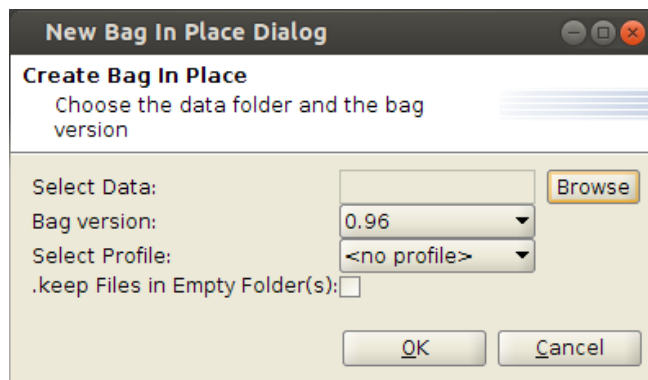 New Bag In Place Dialog
Create Bag In Place
Choose the data folder and the bag
version
Select Data:
Browse
Bag version:
0.96
Select Profile:
<no profile>
.keep Files in Empty Folder(s):
OK
Cancel